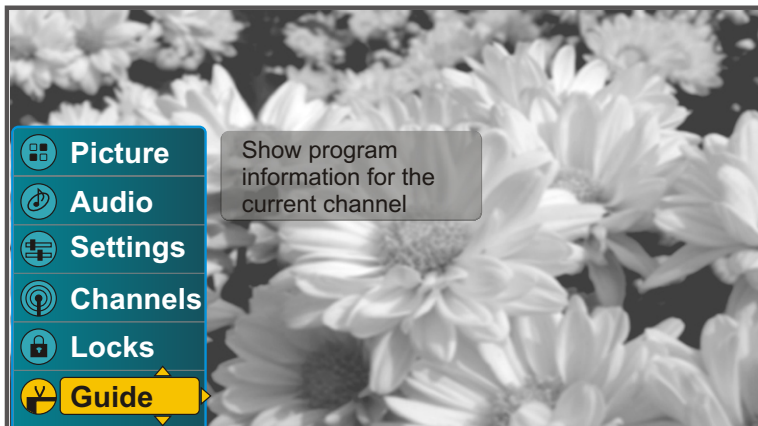 Picture
Audio
Settings
Channels
Locks
Guide
Show program
information for the
current channel